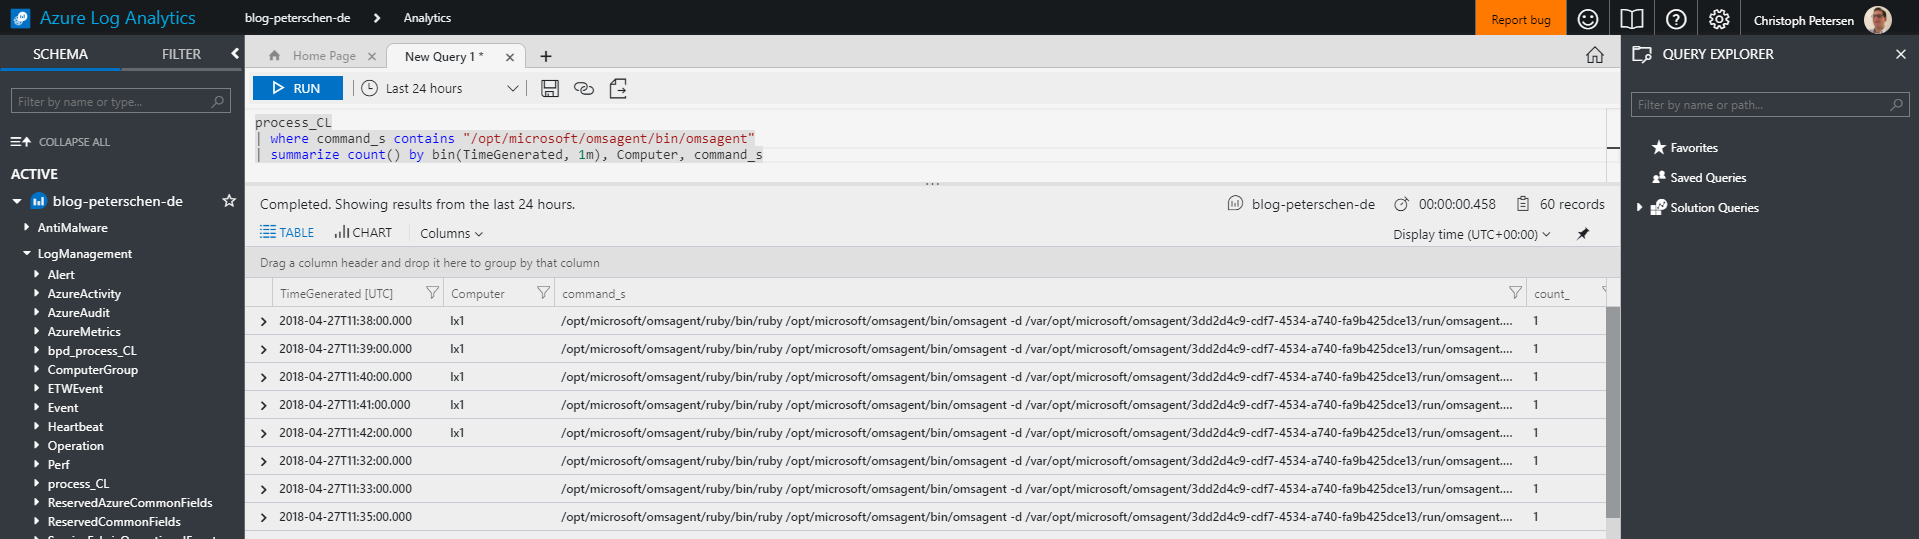 Azure Log Analytics
blog-peterschen-de > Analytics
Report bug
Christoph Petersen
SCHEMA
FILTER
Filter by name or type...
COLLAPSE ALL
ACTIVE
blog-peterschen-de
AntiMalware
LogManagement
Alert
AzureActivity
AzureAudit
AzureMetrics
bpd_process_CL
ComputerGroup
ETWEvent
Event
Heartbeat
Operation
Perf
process_CL
ReservedAzureCommonFields
ReservedCommonFields
Home Page
New Query 1 *
RUN
Last 24 hours
process_CL
| where command_s contains "/opt/microsoft/omsagent/bin/omsagent"
| summarize count() by bin(TimeGenerated, 1m), Computer, command_s
Completed. Showing results from the last 24 hours.
blog-peterschen-de 00:00:00.458 60 records
TABLE CHART Columns
Display time (UTC+00:00)
Drag a column header and drop it here to group by that column
TimeGenerated [UTC] Computer command_s count_
2018-04-27T11:38:00.000 lx1 /opt/microsoft/omsagent/ruby/bin/ruby /opt/microsoft/omsagent/bin/omsagent -d /var/opt/microsoft/omsagent/3dd2d4c9-cdf7-4534-a740-fa9b425dce13/run/omsagent.... 1
2018-04-27T11:39:00.000 lx1 /opt/microsoft/omsagent/ruby/bin/ruby /opt/microsoft/omsagent/bin/omsagent -d /var/opt/microsoft/omsagent/3dd2d4c9-cdf7-4534-a740-fa9b425dce13/run/omsagent.... 1
2018-04-27T11:40:00.000 lx1 /opt/microsoft/omsagent/ruby/bin/ruby /opt/microsoft/omsagent/bin/omsagent -d /var/opt/microsoft/omsagent/3dd2d4c9-cdf7-4534-a740-fa9b425dce13/run/omsagent.... 1
2018-04-27T11:41:00.000 lx1 /opt/microsoft/omsagent/ruby/bin/ruby /opt/microsoft/omsagent/bin/omsagent -d /var/opt/microsoft/omsagent/3dd2d4c9-cdf7-4534-a740-fa9b425dce13/run/omsagent.... 1
2018-04-27T11:42:00.000 lx1 /opt/microsoft/omsagent/ruby/bin/ruby /opt/microsoft/omsagent/bin/omsagent -d /var/opt/microsoft/omsagent/3dd2d4c9-cdf7-4534-a740-fa9b425dce13/run/omsagent.... 1
2018-04-27T11:32:00.000 /opt/microsoft/omsagent/ruby/bin/ruby /opt/microsoft/omsagent/bin/omsagent -d /var/opt/microsoft/omsagent/3dd2d4c9-cdf7-4534-a740-fa9b425dce13/run/omsagent.... 1
2018-04-27T11:33:00.000 /opt/microsoft/omsagent/ruby/bin/ruby /opt/microsoft/omsagent/bin/omsagent -d /var/opt/microsoft/omsagent/3dd2d4c9-cdf7-4534-a740-fa9b425dce13/run/omsagent.... 1
2018-04-27T11:35:00.000 /opt/microsoft/omsagent/ruby/bin/ruby /opt/microsoft/omsagent/bin/omsagent -d /var/opt/microsoft/omsagent/3dd2d4c9-cdf7-4534-a740-fa9b425dce13/run/omsagent.... 1
QUERY EXPLORER
Filter by name or path...
Favorites
Saved Queries
Solution Queries